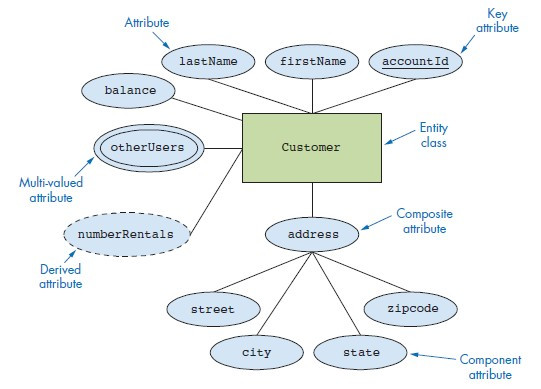 Attribute
Key
attribute
lastName
firstName
accountId
balance
Entity
class
otherUsers
Customer
Multi-valued
attribute
Composite
attribute
numberRentals
address
Derived
attribute
street
zipcode
city
state
Component
attribute